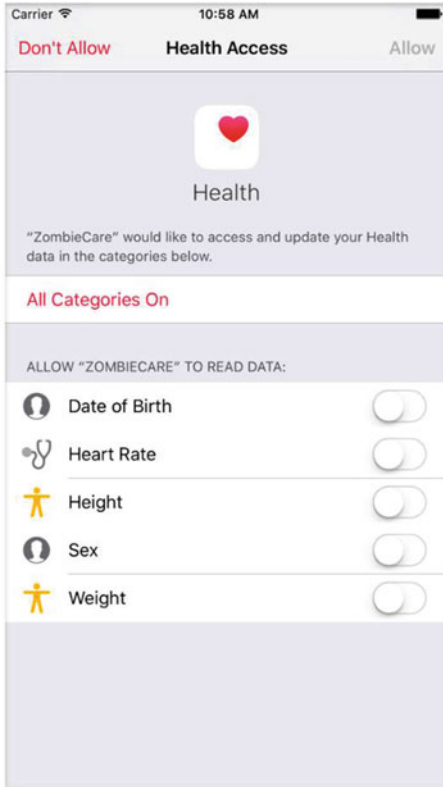 Carrier 10:58 AM
Don't Allow Health Access Allow
Health
“ZombieCare” would like to access and update your Health
data in the categories below.
All Categories On
ALLOW “ZOMBIECARE” TO READ DATA:
Date of Birth
Heart Rate
Height
Sex
Weight